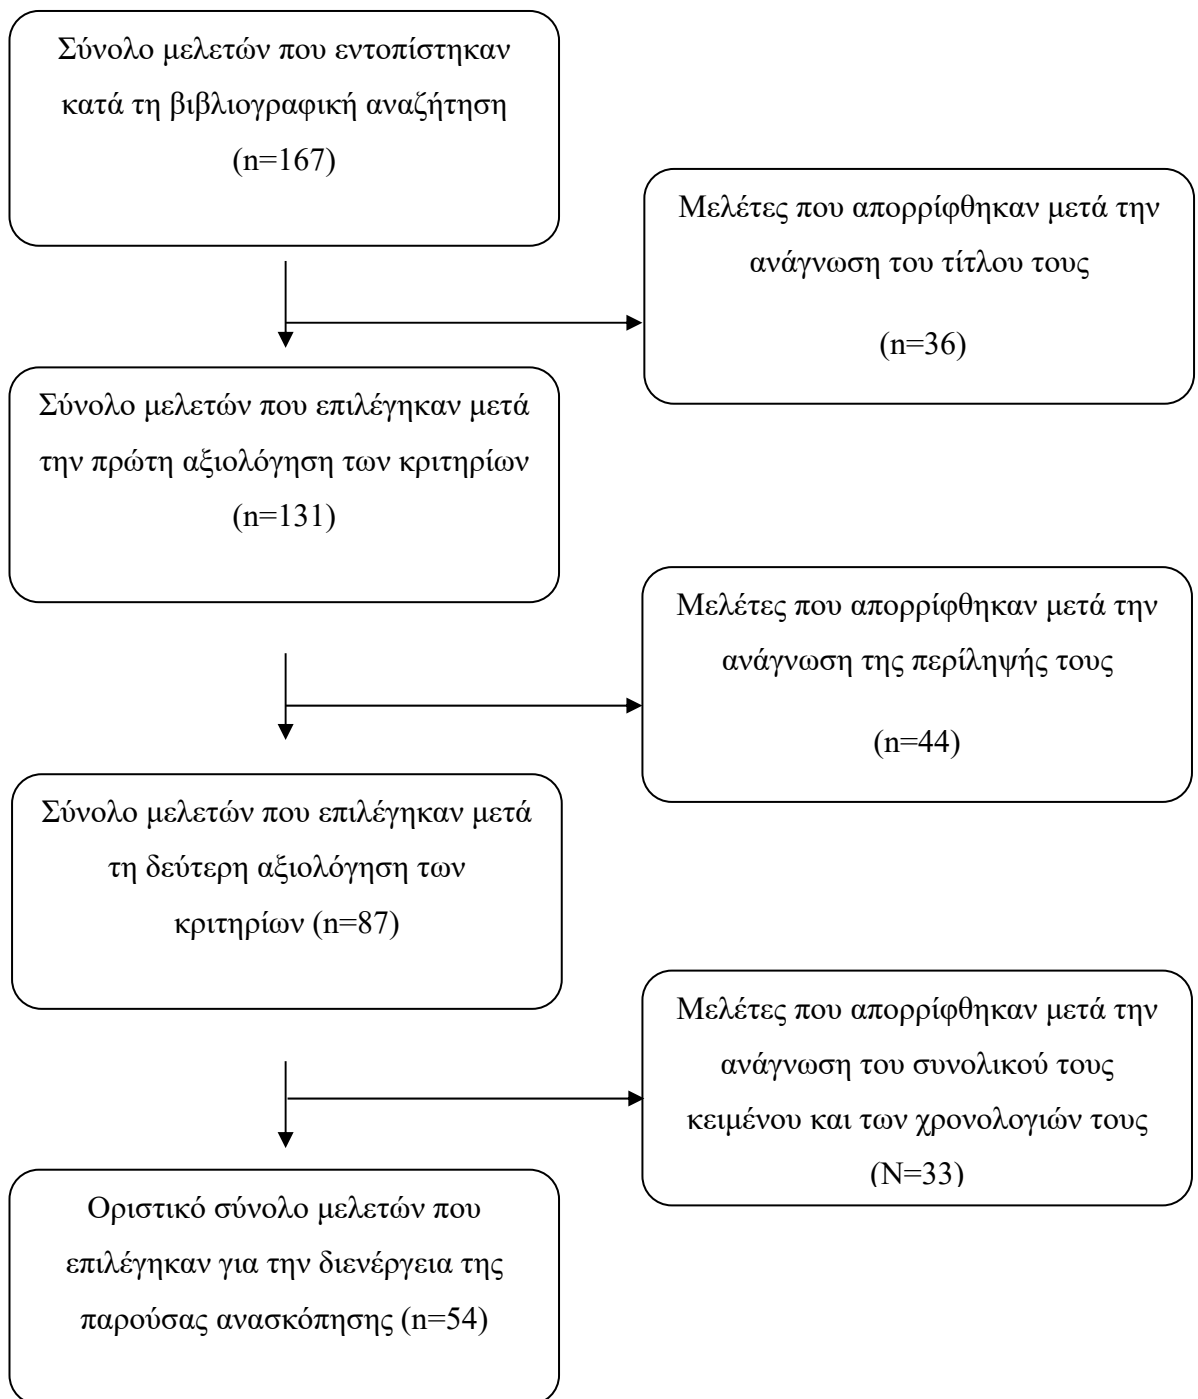 Σύνολο μελετών που εντοπίστηκαν
κατά τη βιβλιογραφική αναζήτηση
(n=167)
Μελέτες που απορρίφθηκαν μετά την
ανάγνωση του τίτλου τους
(n=36)
Σύνολο μελετών που επιλέγηκαν μετά
την πρώτη αξιολόγηση των κριτηρίων
(n=131)
Μελέτες που απορρίφθηκαν μετά την
ανάγνωση της περίληψής τους
(n=44)
Σύνολο μελετών που επιλέγηκαν μετά
τη δεύτερη αξιολόγηση των
κριτηρίων (n=87)
Μελέτες που απορρίφθηκαν μετά την
ανάγνωση του συνολικού τους
κειμένου και των χρονολογιών τους
(N=33)
Οριστικό σύνολο μελετών που
επιλέγηκαν για την διενέργεια της
παρούσας ανασκόπησης (n=54)